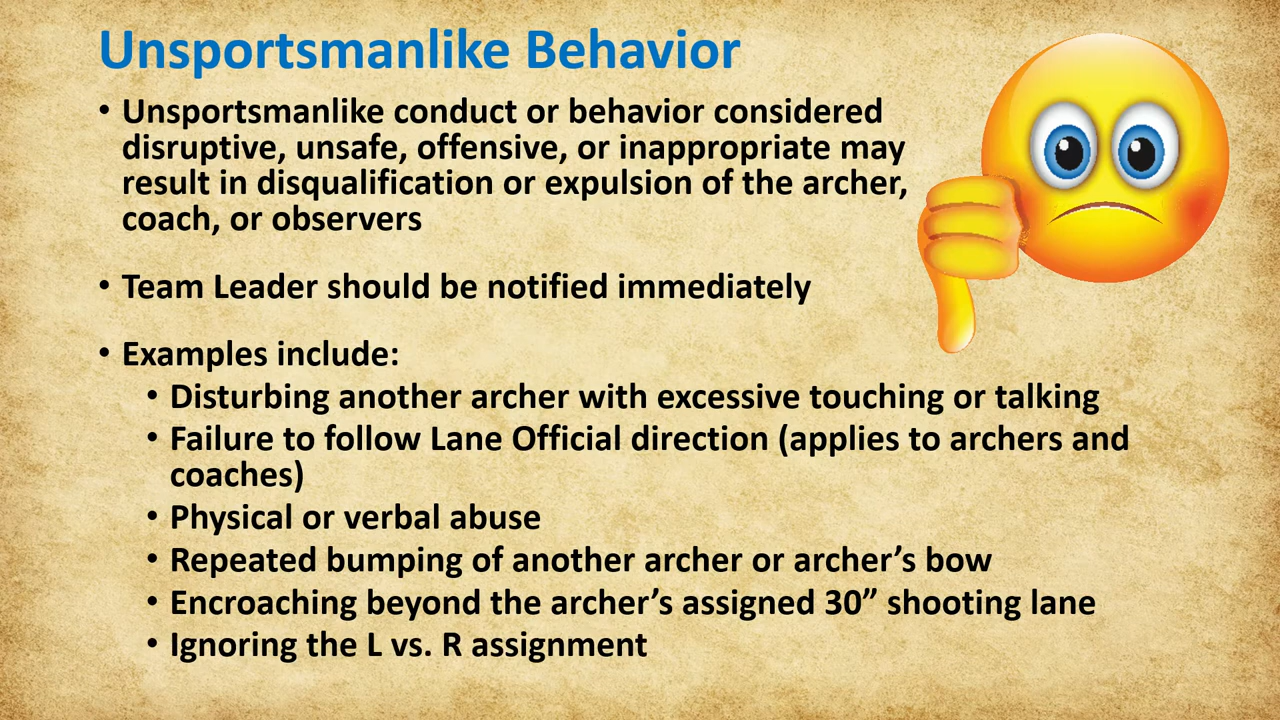 Unsportsmanlike Behavior
• Unsportsmanlike conduct or behavior considered
disruptive, unsafe, offensive, or inappropriate may
result in disqualification or expulsion of the archer,
coach, or observers
• Team Leader should be notified immediately
• Examples include:
• Disturbing another archer with excessive touching or talking
• Failure to follow Lane Official direction (applies to archers and
coaches)
• Physical or verbal abuse
• Repeated bumping of another archer or archer’s bow
• Encroaching beyond the archer’s assigned 30” shooting lane
• Ignoring the L vs. R assignment